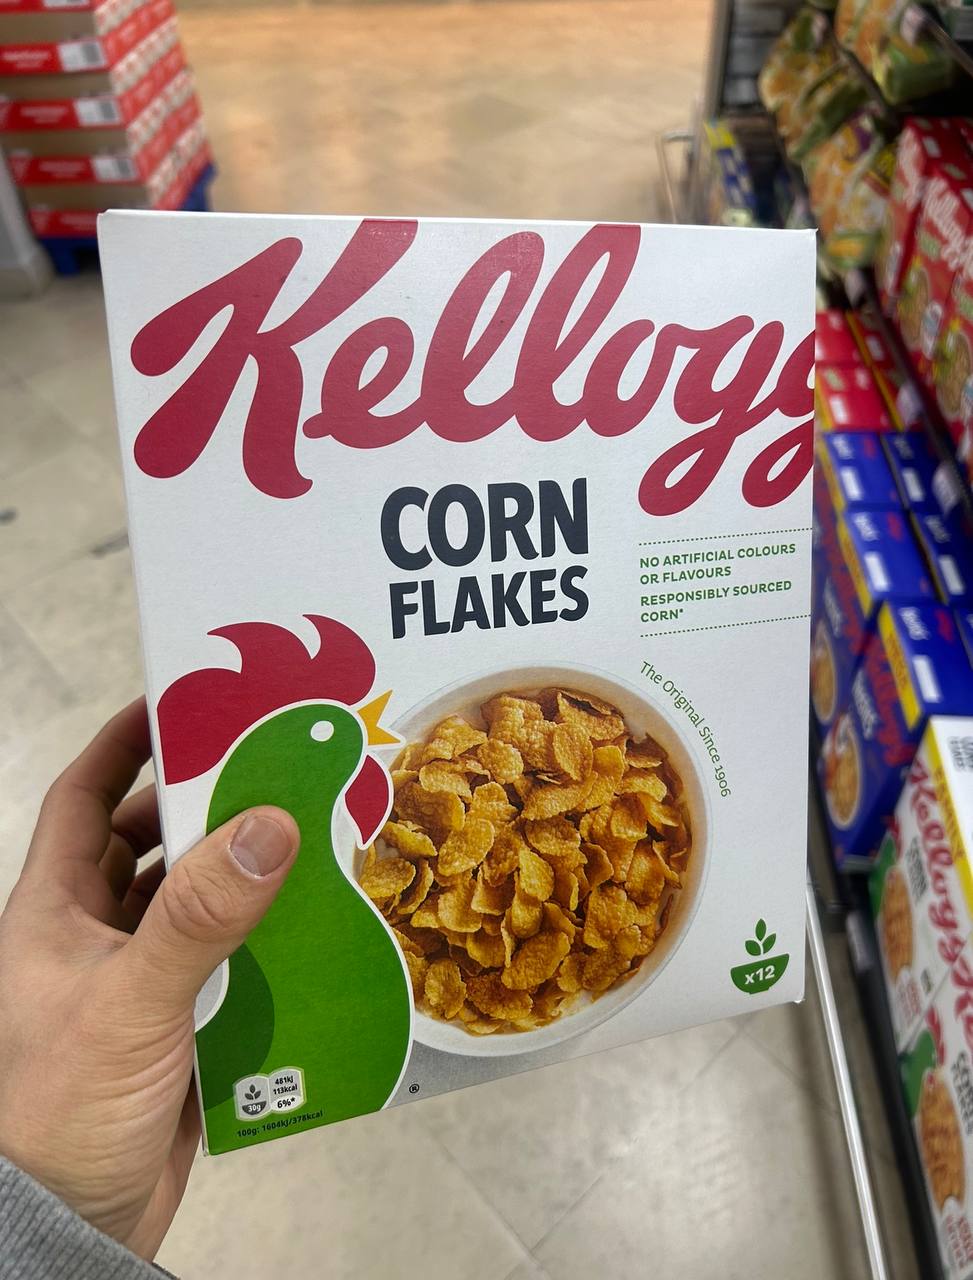 Kellogg
CORN
FLAKES
NO ARTIFICIAL COLOURS
OR FLAVOURS
RESPONSIBLY SOURCED
CORN*
The Original Since 1906
x12
481kJ
113kcal
30g
6%*
®
100g: 1604kJ/378kcal
Kellogg's